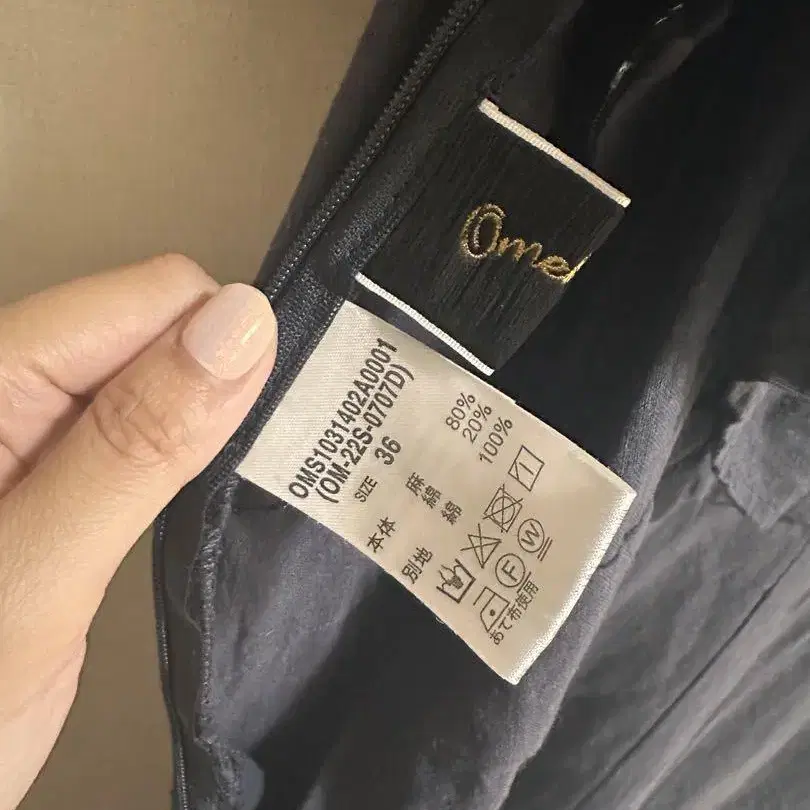 Ome
OMS1031402A0001
(OM-22S-0707D)
SIZE 36
本体 麻 80%
綿 20%
別地 綿 100%
F W
あて布使用